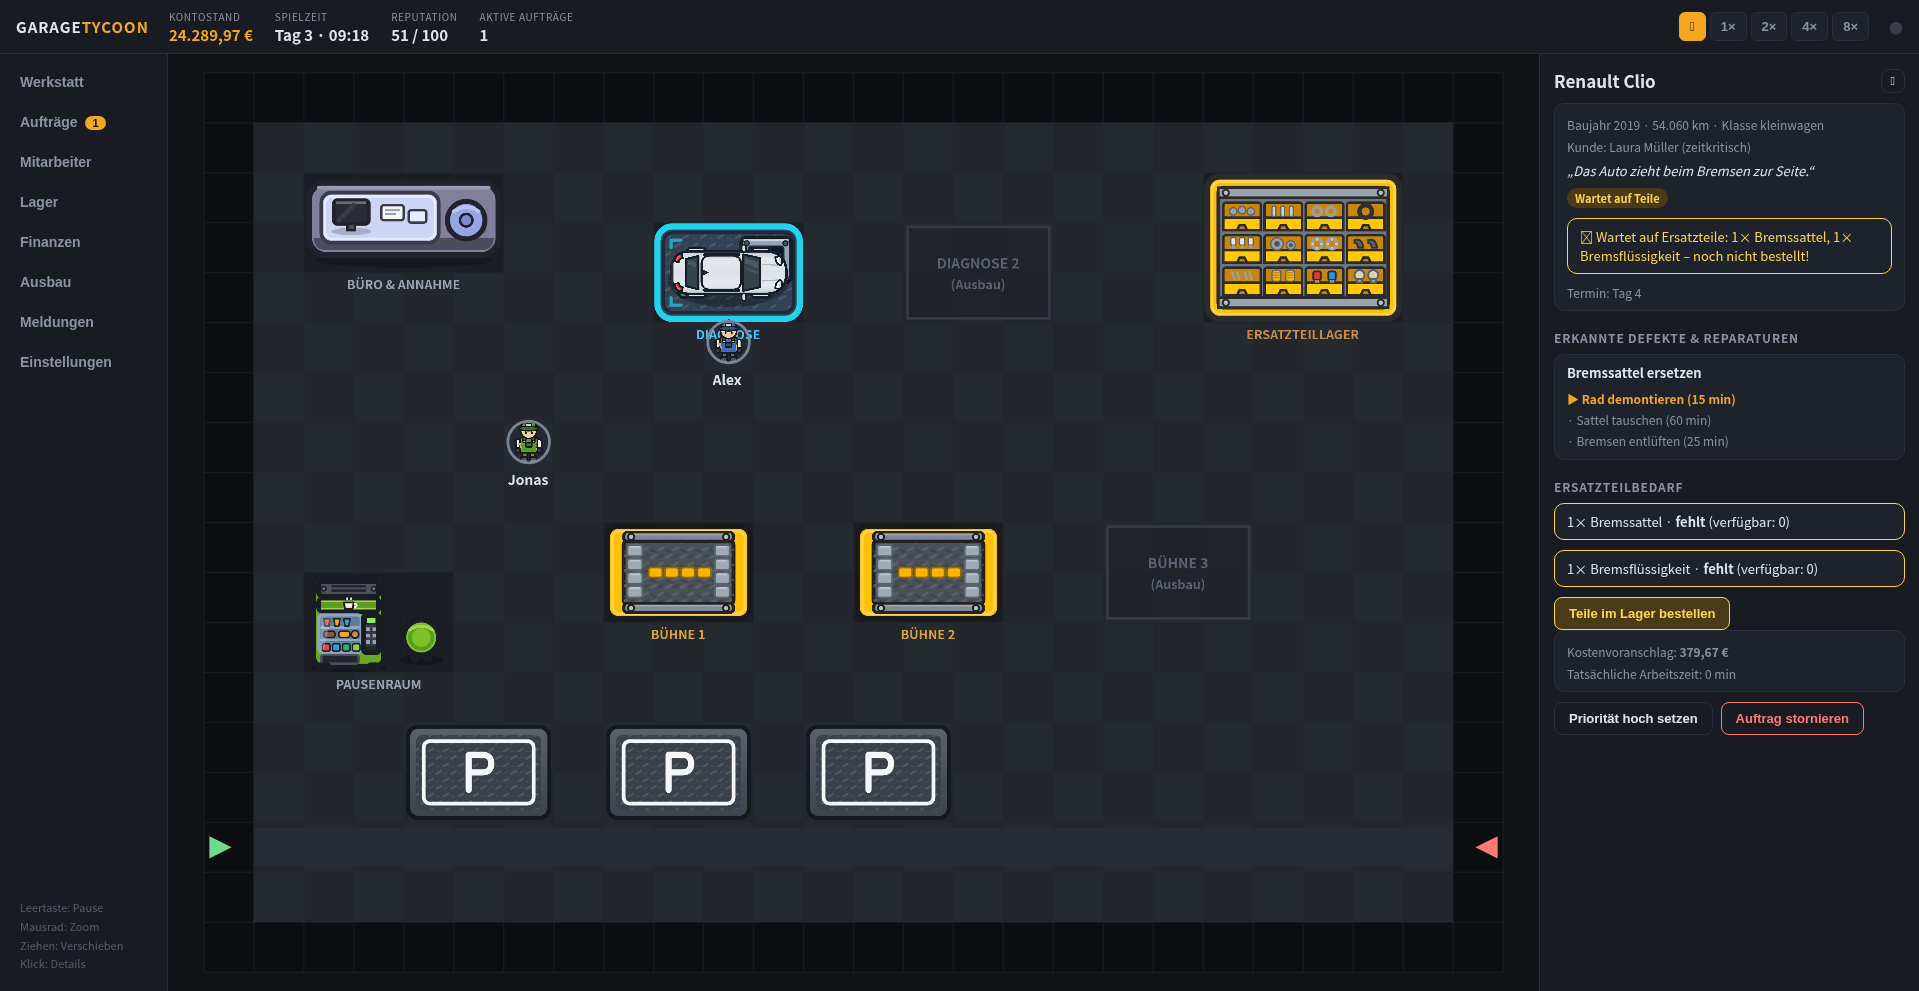 GARAGETYCOON
KONTOSTAND
24.289,97 €
SPIELZEIT
Tag 3 · 09:18
REPUTATION
51 / 100
AKTIVE AUFTRÄGE
1
1×
2×
4×
8×
Werkstatt
Aufträge 1
Mitarbeiter
Lager
Finanzen
Ausbau
Meldungen
Einstellungen
Leertaste: Pause
Mausrad: Zoom
Ziehen: Verschieben
Klick: Details
BÜRO & ANNAHME
DIAGNOSE 2
(Ausbau)
ERSATZTEILLAGER
Alex
Jonas
BÜHNE 1
BÜHNE 2
BÜHNE 3
(Ausbau)
PAUSENRAUM
P
P
P
Renault Clio
Baujahr 2019 · 54.060 km · Klasse kleinwagen
Kunde: Laura Müller (zeitkritisch)
„Das Auto zieht beim Bremsen zur Seite.“
Wartet auf Teile
Wartet auf Ersatzteile: 1× Bremssattel, 1×
Bremsflüssigkeit – noch nicht bestellt!
Termin: Tag 4
ERKANNTE DEFEKTE & REPARATUREN
Bremssattel ersetzen
▶ Rad demontieren (15 min)
· Sattel tauschen (60 min)
· Bremsen entlüften (25 min)
ERSATZTEILBEDARF
1× Bremssattel · fehlt (verfügbar: 0)
1× Bremsflüssigkeit · fehlt (verfügbar: 0)
Teile im Lager bestellen
Kostenvoranschlag: 379,67 €
Tatsächliche Arbeitszeit: 0 min
Priorität hoch setzen
Auftrag stornieren